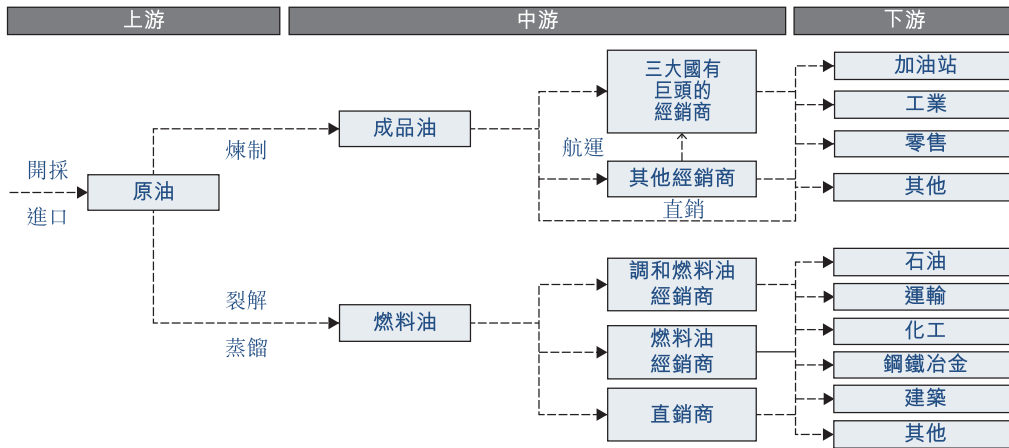 上游
中游
下游
開採
進口
原油
煉制
裂解
蒸餾
成品油
燃料油
三大國有
巨頭的
經銷商
航運
其他經銷商
直銷
調和燃料油
經銷商
燃料油
經銷商
直銷商
加油站
工業
零售
其他
石油
運輸
化工
鋼鐵冶金
建築
其他